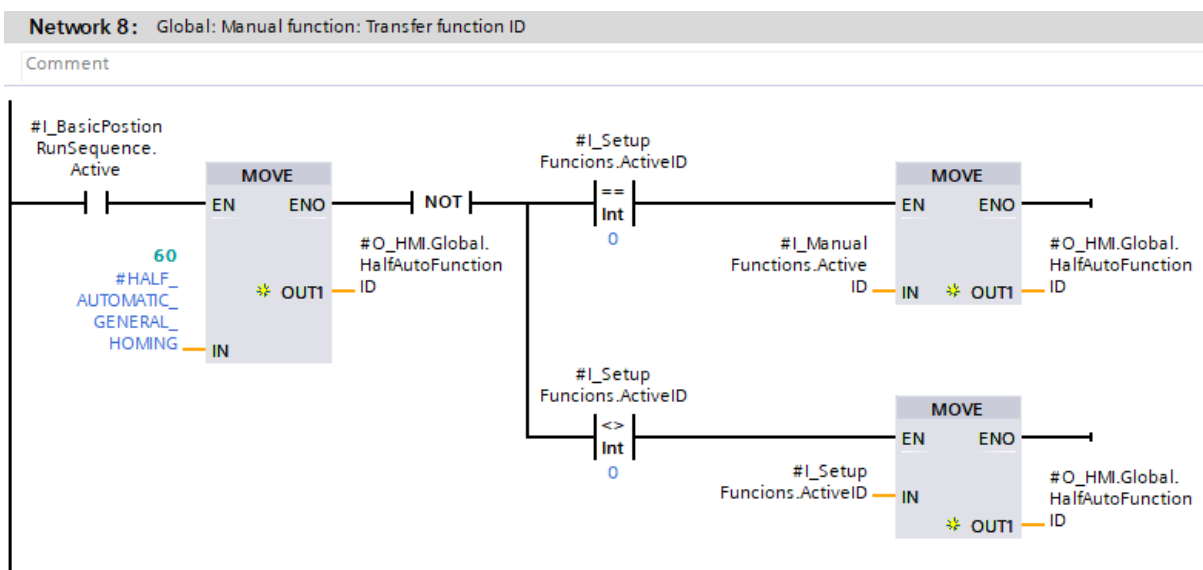 Network 8: Global: Manual function: Transfer function ID
Comment
#I_BasicPostion
RunSequence.
Active
MOVE
EN ENO
60
#HALF_
AUTOMATIC_
GENERAL_
HOMING
IN
OUT1
#O_HMI.Global.
HalfAutoFunction
ID
NOT
#I_Setup
Funcions.ActiveID
==
Int
0
MOVE
EN ENO
#I_Manual
Functions.Active
ID
IN OUT1
#O_HMI.Global.
HalfAutoFunction
ID
#I_Setup
Funcions.ActiveID
<>
Int
0
MOVE
EN ENO
#I_Setup
Funcions.ActiveID
IN
OUT1
#O_HMI.Global.
HalfAutoFunction
ID